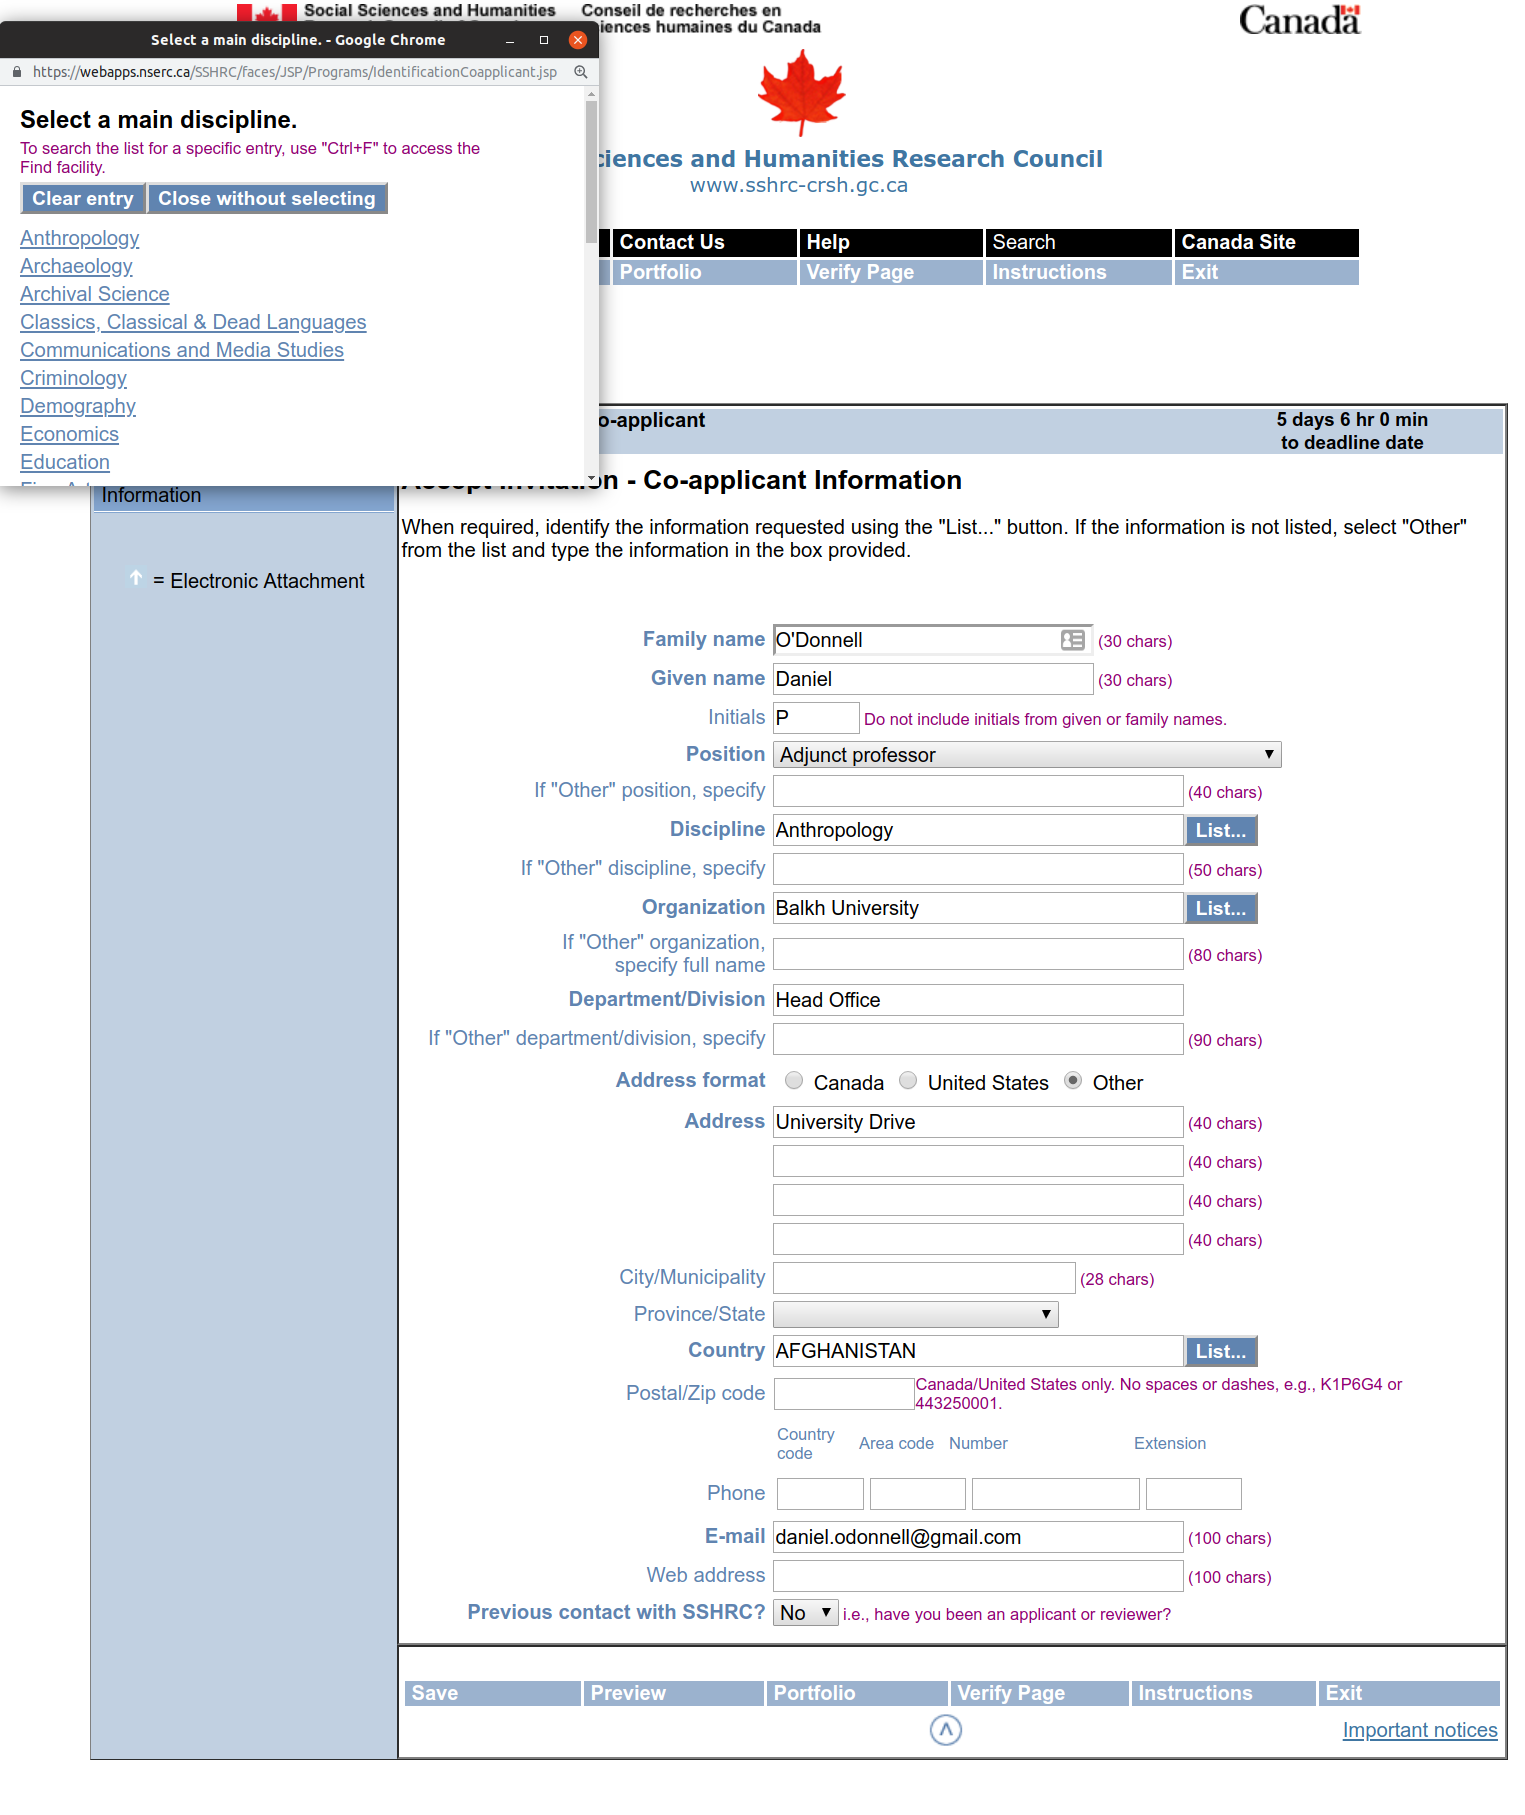 Social Sciences and Humanities
Conseil de recherches en
sciences humaines du Canada
Canada
Select a main discipline. - Google Chrome
https://webapps.nserc.ca/SSHRC/faces/JSP/Programs/IdentificationCoapplicant.jsp
Select a main discipline.
To search the list for a specific entry, use "Ctrl+F" to access the
Find facility.
Clear entry Close without selecting
Anthropology
Archaeology
Archival Science
Classics, Classical & Dead Languages
Communications and Media Studies
Criminology
Demography
Economics
Education
ciences and Humanities Research Council
www.sshrc-crsh.gc.ca
Contact Us Help Search Canada Site
Portfolio Verify Page Instructions Exit
o-applicant
5 days 6 hr 0 min
to deadline date
Accept Invitation - Co-applicant Information
Information
When required, identify the information requested using the "List..." button. If the information is not listed, select "Other"
from the list and type the information in the box provided.
= Electronic Attachment
Family name O'Donnell (30 chars)
Given name Daniel (30 chars)
Initials P Do not include initials from given or family names.
Position Adjunct professor
If "Other" position, specify (40 chars)
Discipline Anthropology List...
If "Other" discipline, specify (50 chars)
Organization Balkh University List...
If "Other" organization,
specify full name (80 chars)
Department/Division Head Office
If "Other" department/division, specify (90 chars)
Address format Canada United States Other
Address University Drive (40 chars)
(40 chars)
(40 chars)
(40 chars)
City/Municipality (28 chars)
Province/State
Country AFGHANISTAN List...
Postal/Zip code Canada/United States only. No spaces or dashes, e.g., K1P6G4 or
443250001.
Country
code Area code Number Extension
Phone
E-mail daniel.odonnell@gmail.com (100 chars)
Web address (100 chars)
Previous contact with SSHRC? No i.e., have you been an applicant or reviewer?
Save Preview Portfolio Verify Page Instructions Exit
Important notices